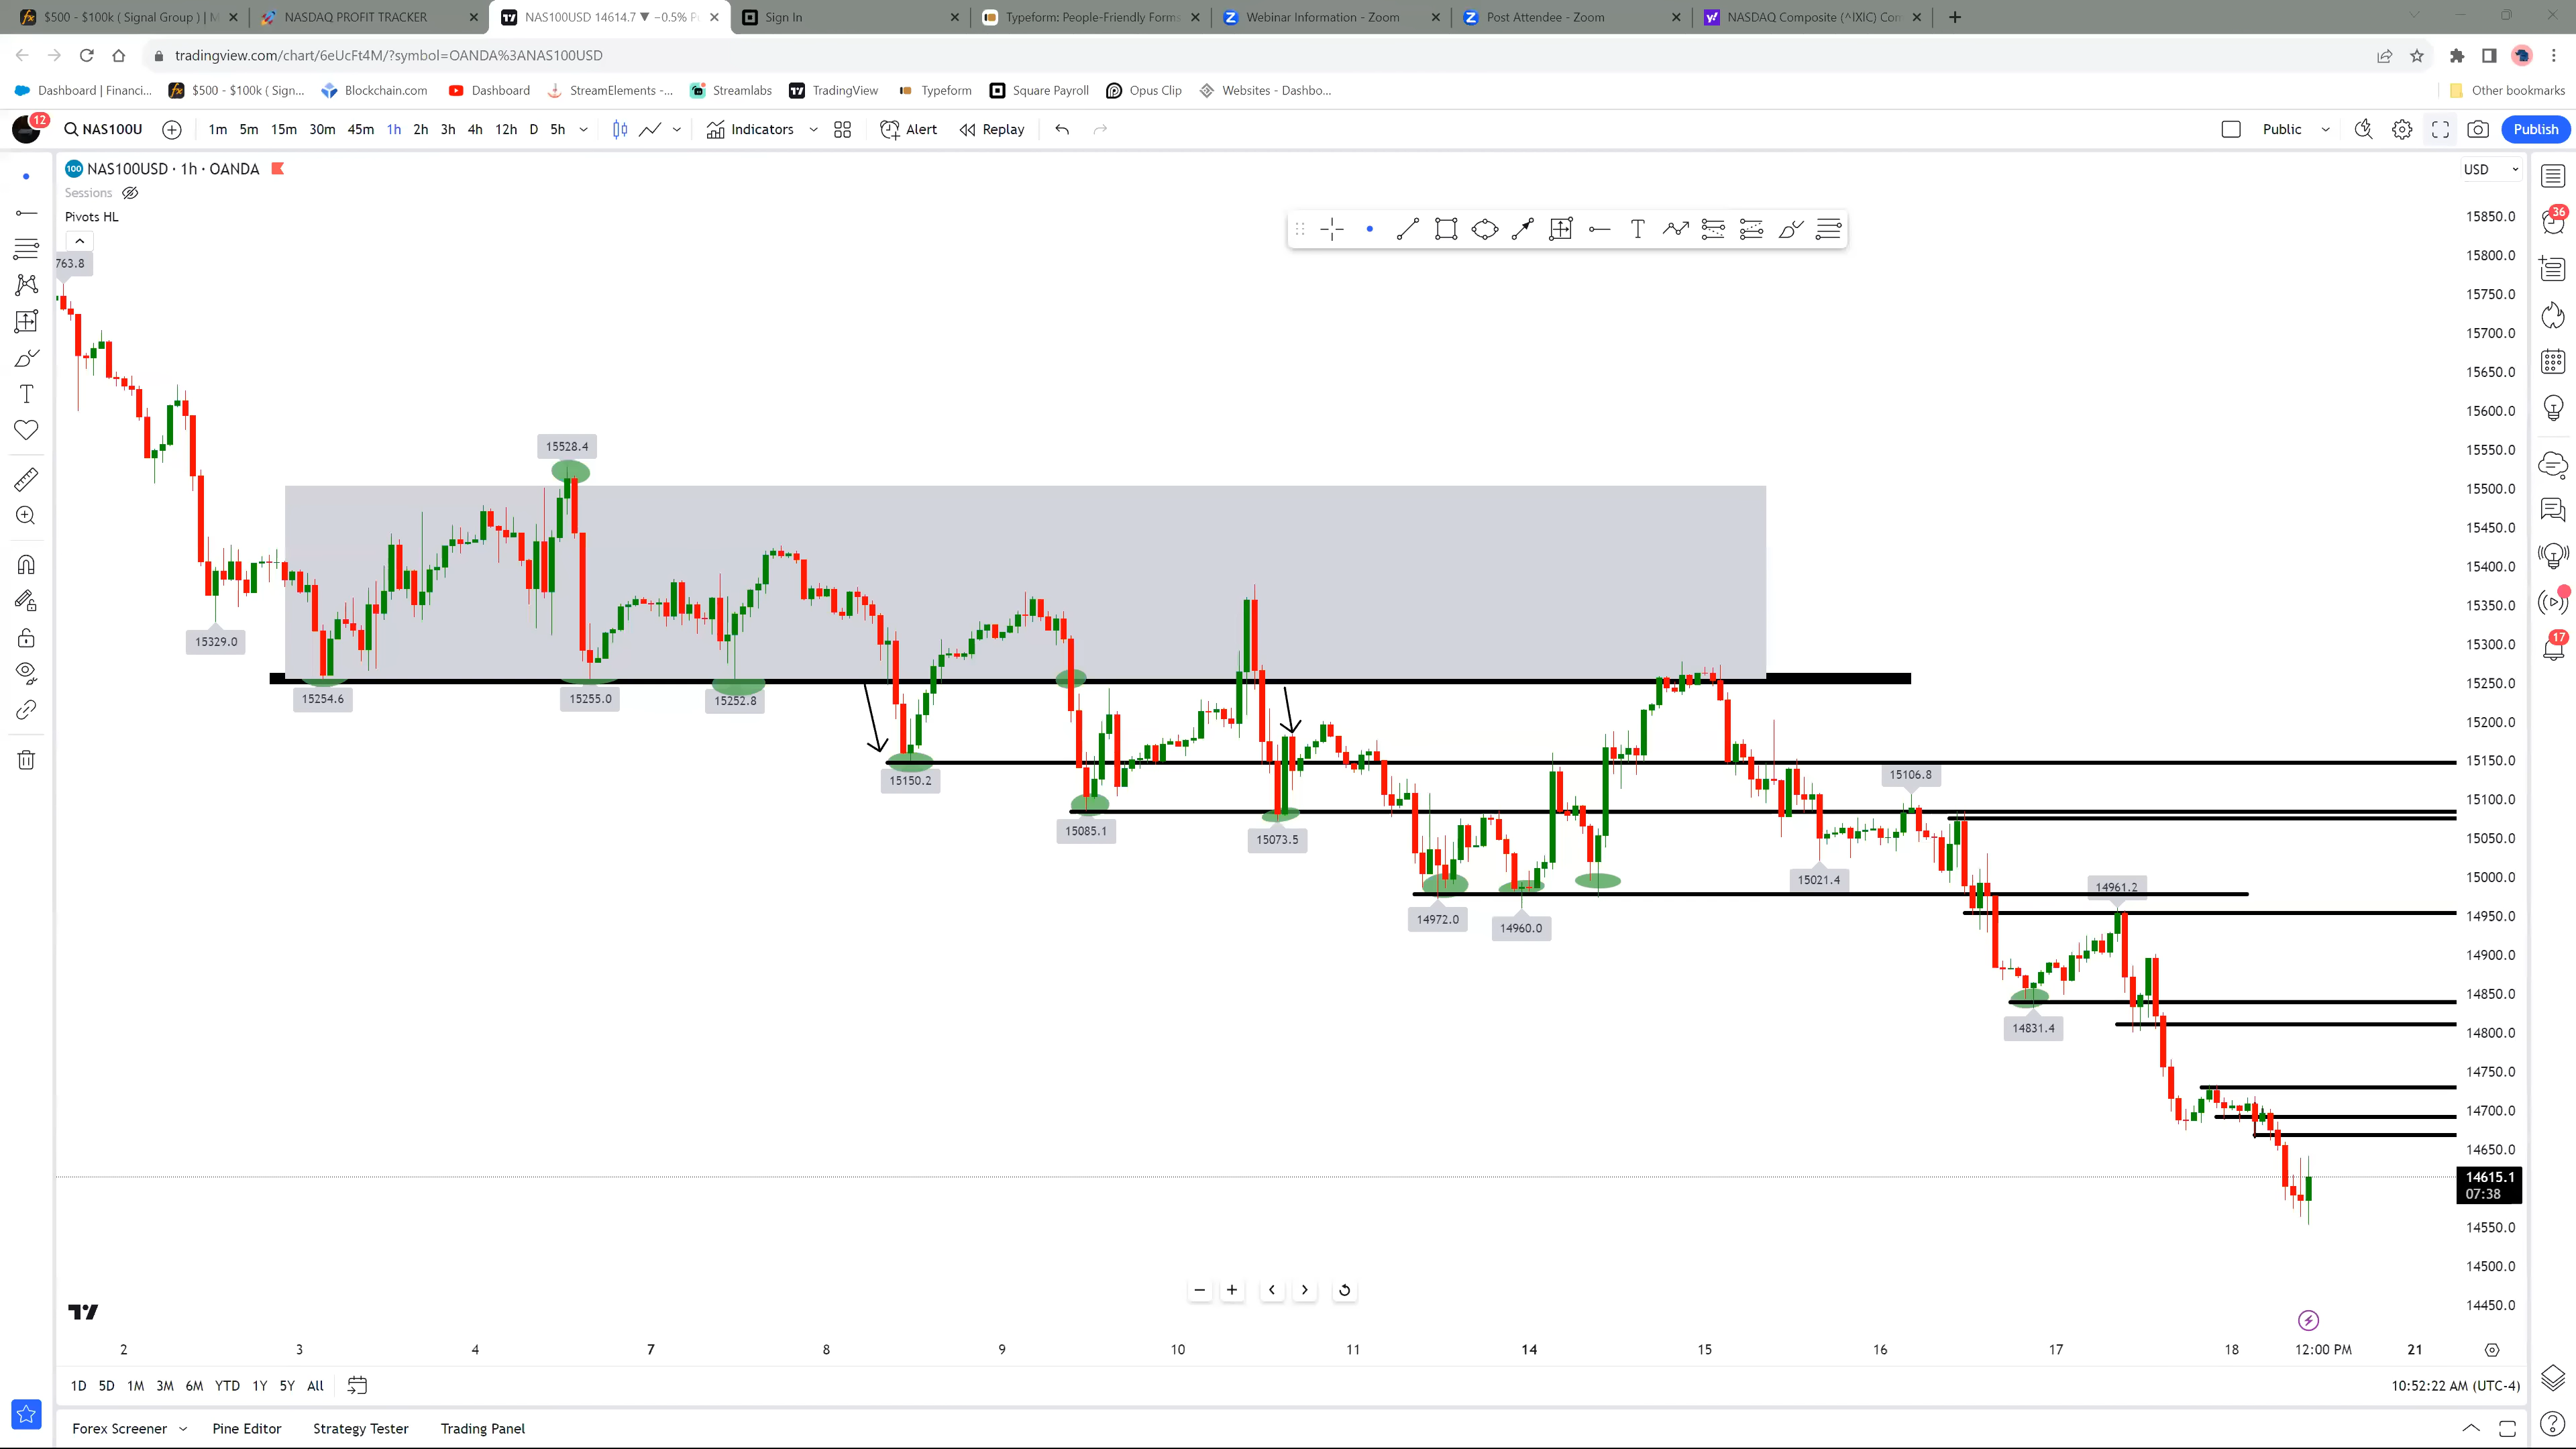 $500 - $100k ( Signal Group ) | M
NASDAQ PROFIT TRACKER
NAS100USD 14614.7 ▼ −0.5% P
Sign In
Typeform: People-Friendly Forms
Webinar Information - Zoom
Post Attendee - Zoom
NASDAQ Composite (^IXIC) Con
tradingview.com/chart/6eUcFt4M/?symbol=OANDA%3ANAS100USD
Dashboard | Financi...
$500 - $100k ( Sign...
Blockchain.com
Dashboard
StreamElements -...
Streamlabs
TradingView
Typeform
Square Payroll
Opus Clip
Websites - Dashbo...
Other bookmarks
12
NAS100U
1m 5m 15m 30m 45m 1h 2h 3h 4h 12h D 5h
Indicators
Alert
Replay
Public
Publish
100 NAS100USD · 1h · OANDA
USD
Sessions
Pivots HL
763.8
15528.4
15329.0
15254.6
15255.0
15252.8
15150.2
15085.1
15073.5
14972.0
14960.0
15021.4
15106.8
14961.2
14831.4
15850.0
15800.0
15750.0
15700.0
15650.0
15600.0
15550.0
15500.0
15450.0
15400.0
15350.0
15300.0
15250.0
15200.0
15150.0
15100.0
15050.0
15000.0
14950.0
14900.0
14850.0
14800.0
14750.0
14700.0
14650.0
14615.1
07:38
14550.0
14500.0
14450.0
36
17
2 3 4 7 8 9 10 11 14 15 16 17 18 12:00 PM 21
1D 5D 1M 3M 6M YTD 1Y 5Y All
10:52:22 AM (UTC-4)
Forex Screener
Pine Editor
Strategy Tester
Trading Panel